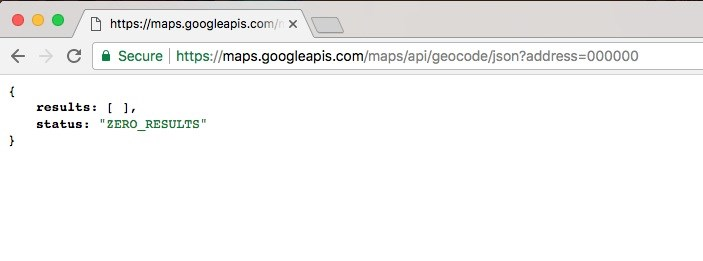 https://maps.googleapis.com/
Secure https://maps.googleapis.com/maps/api/geocode/json?address=000000
{
results: [ ],
status: "ZERO_RESULTS"
}